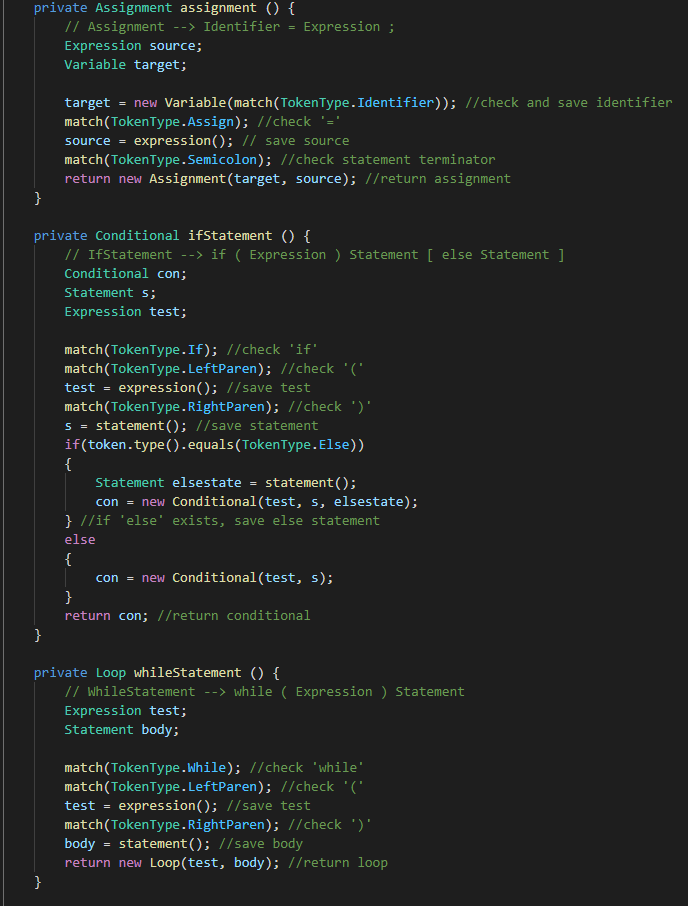 private Assignment assignment () {
// Assignment --> Identifier = Expression ;
Expression source;
Variable target;
target = new Variable(match(TokenType.Identifier)); //check and save identifier
match(TokenType.Assign); //check '='
source = expression(); // save source
match(TokenType.Semicolon); //check statement terminator
return new Assignment(target, source); //return assignment
}
private Conditional ifStatement () {
// IfStatement --> if ( Expression ) Statement [ else Statement ]
Conditional con;
Statement s;
Expression test;
match(TokenType.If); //check 'if'
match(TokenType.LeftParen); //check '('
test = expression(); //save test
match(TokenType.RightParen); //check ')'
s = statement(); //save statement
if(token.type().equals(TokenType.Else))
{
Statement elsestate = statement();
con = new Conditional(test, s, elsestate);
} //if 'else' exists, save else statement
else
{
con = new Conditional(test, s);
}
return con; //return conditional
}
private Loop whileStatement () {
// WhileStatement --> while ( Expression ) Statement
Expression test;
Statement body;
match(TokenType.While); //check 'while'
match(TokenType.LeftParen); //check '('
test = expression(); //save test
match(TokenType.RightParen); //check ')'
body = statement(); //save body
return new Loop(test, body); //return loop
}